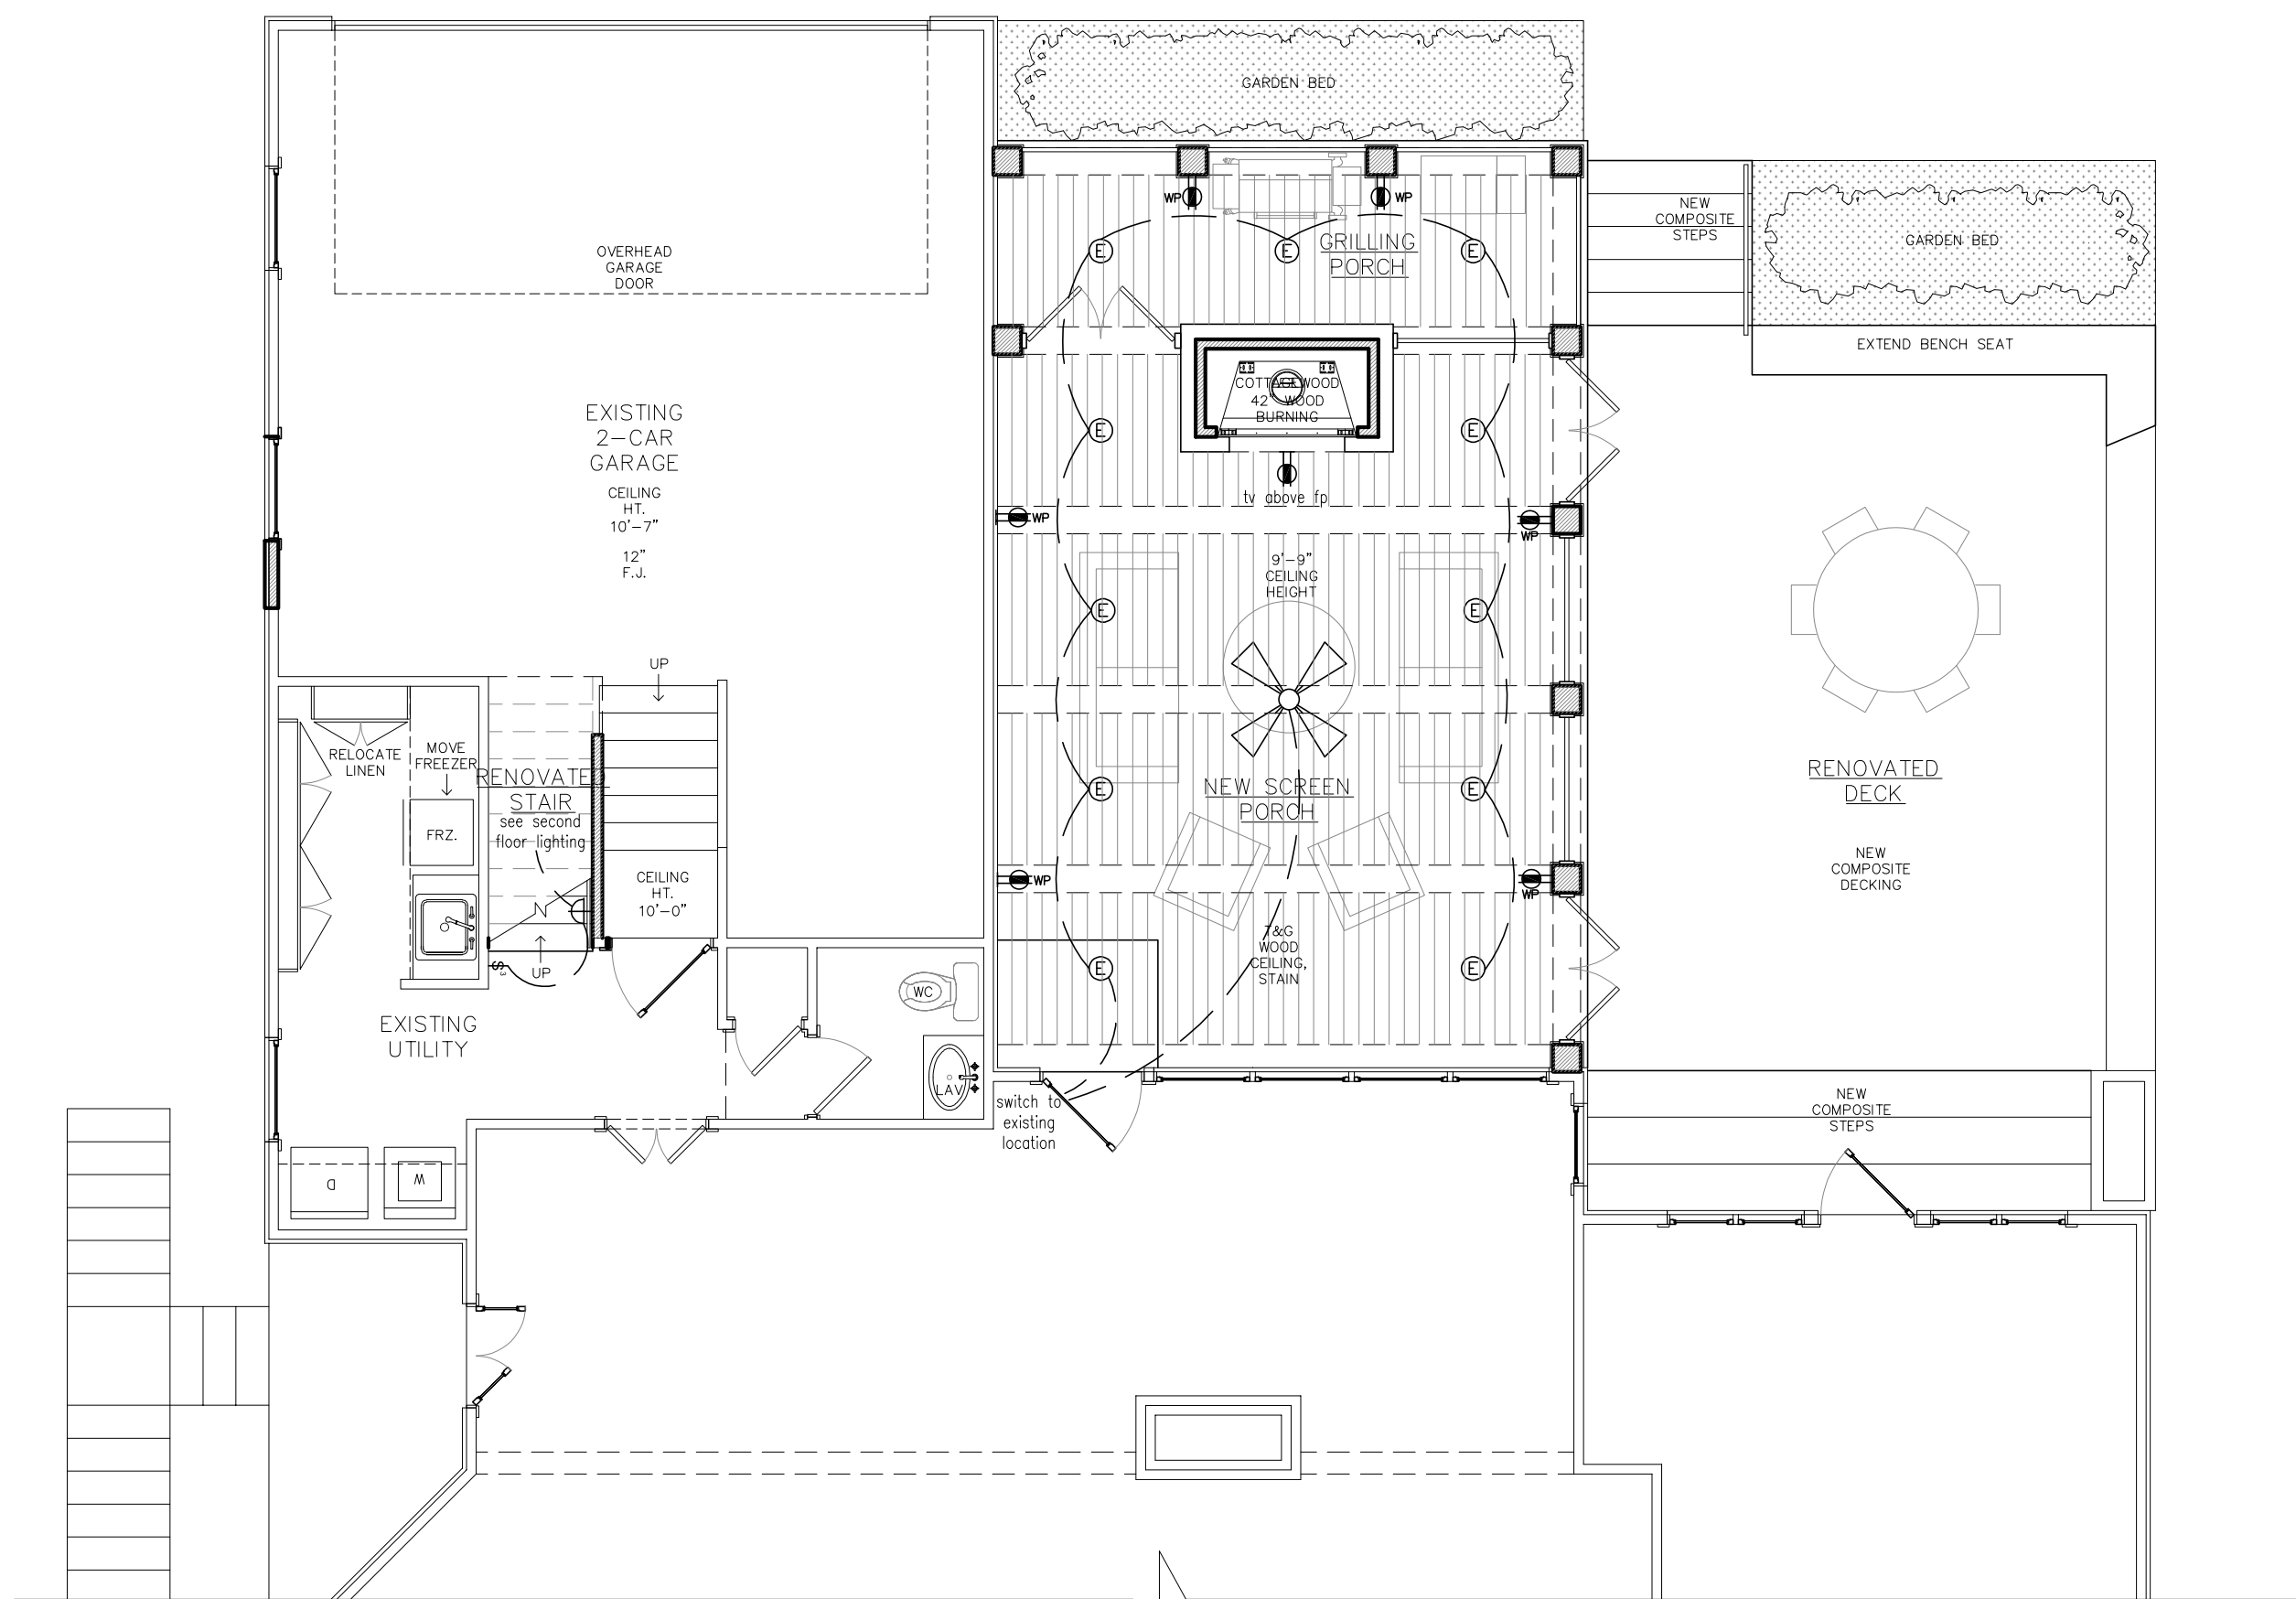 GARDEN BED
NEW
COMPOSITE
STEPS
GARDEN BED
WP
WP
E
E
E
GRILLING
PORCH
OVERHEAD
GARAGE
DOOR
EXTEND BENCH SEAT
COTTAGEWOOD
42" WOOD
BURNING
E
E
tv above fp
EXISTING
2-CAR
GARAGE
CEILING
HT.
10'-7"
12"
F.J.
WP
WP
9'-9"
CEILING
HEIGHT
E
E
UP
RELOCATE
LINEN
MOVE
FREEZER
FRZ.
RENOVATE
STAIR
see second
floor lighting
NEW SCREEN
PORCH
E
E
RENOVATED
DECK
NEW
COMPOSITE
DECKING
CEILING
HT.
10'-0"
WP
WP
N
T&G
WOOD
CEILING,
STAIN
E
E
S3
UP
WC
EXISTING
UTILITY
LAV
switch to
existing
location
NEW
COMPOSITE
STEPS
D
W